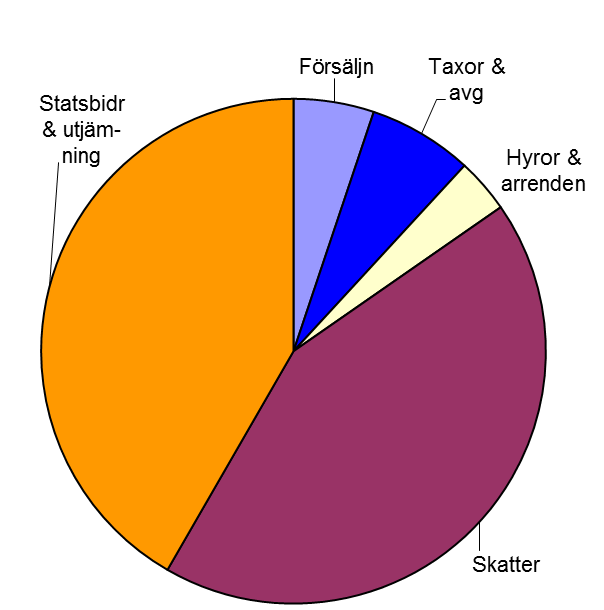 Försäljn
Taxor &
avg
Hyror &
arrenden
Skatter
Statsbidr
& utjäm-
ning